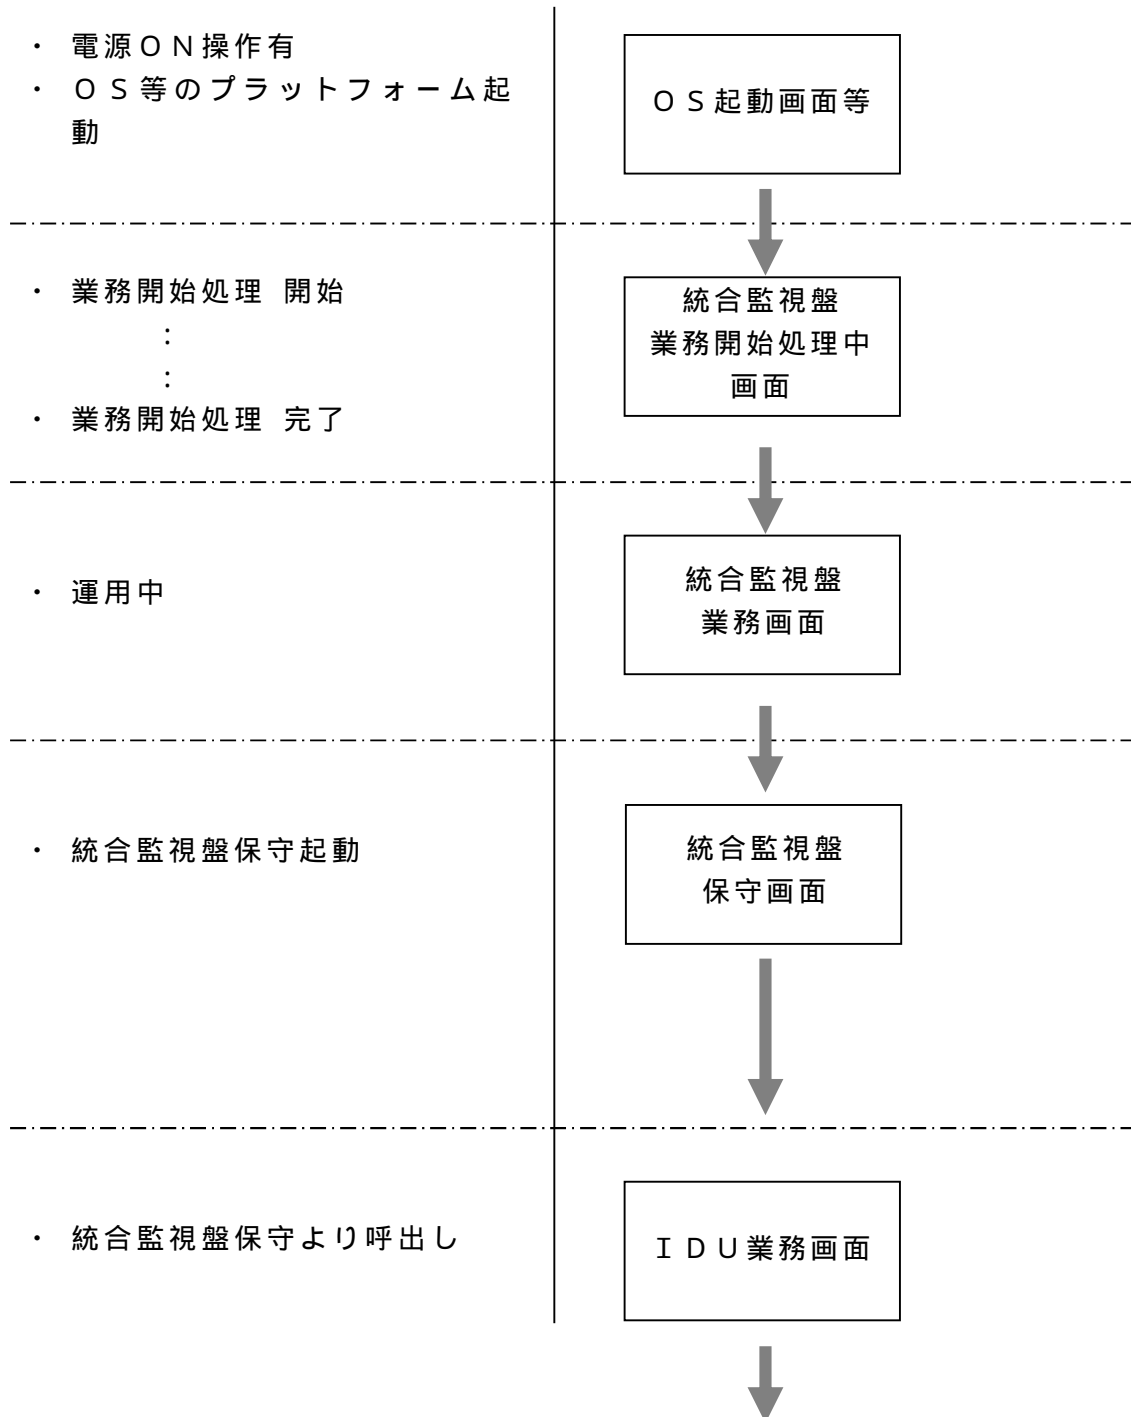 ・ 電源ＯＮ操作有
・ ＯＳ等のプラットフォーム起
動
ＯＳ起動画面等
・ 業務開始処理 開始
：
：
・ 業務開始処理 完了
統合監視盤
業務開始処理中
画面
・ 運用中
統合監視盤
業務画面
・ 統合監視盤保守起動
統合監視盤
保守画面
・ 統合監視盤保守より呼出し
ＩＤＵ業務画面